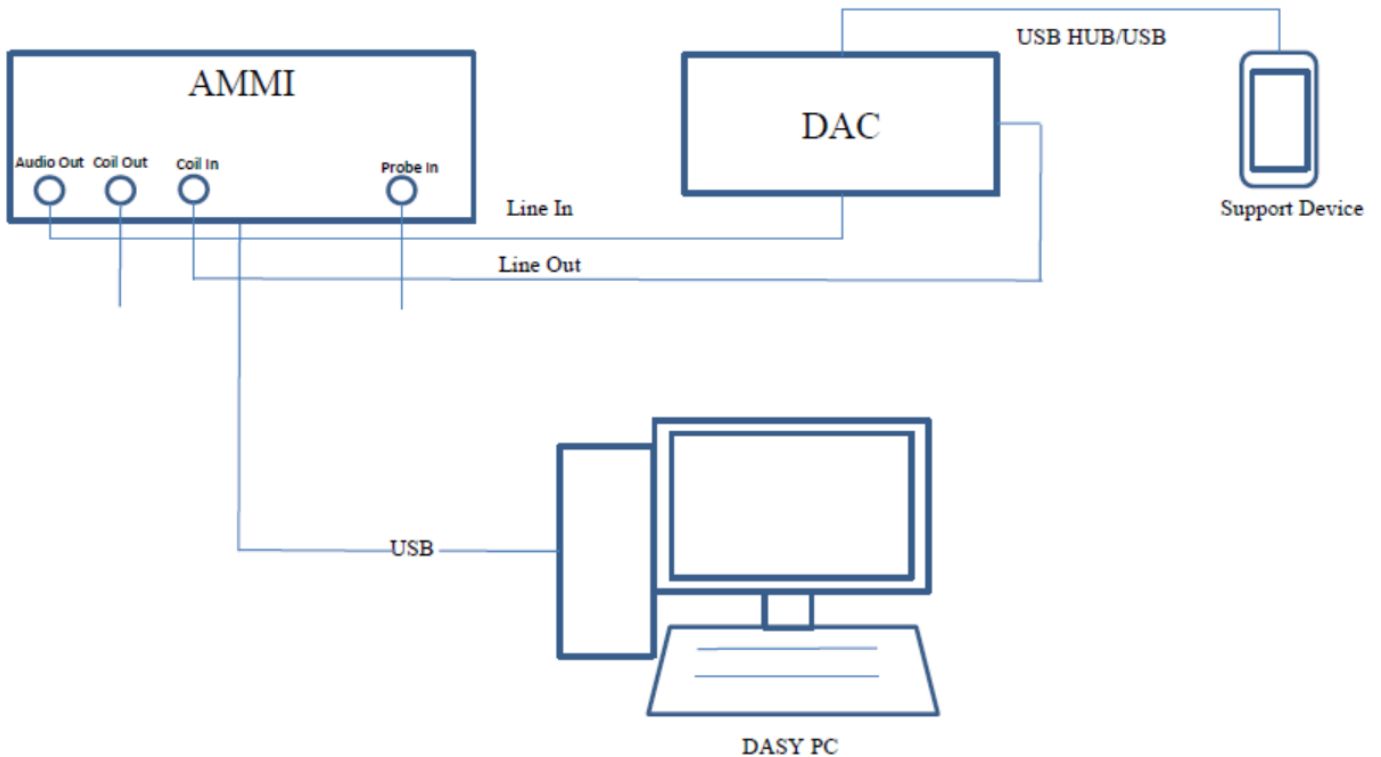 AMMI
Audio Out
Coil Out
Coil In
Probe In
Line In
Line Out
DAC
USB HUB/USB
Support Device
USB
DASY PC